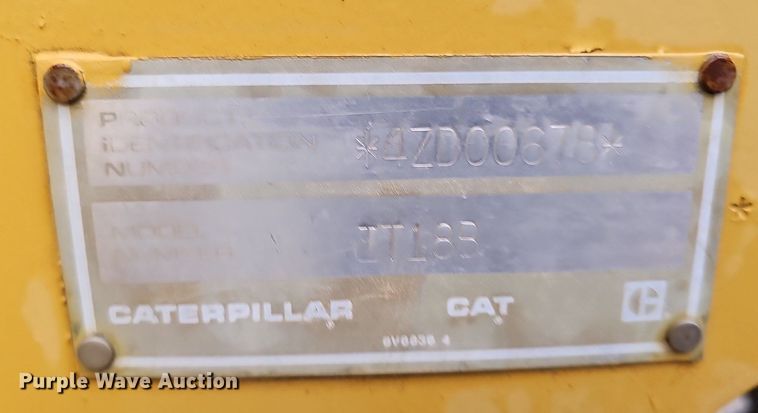 PRODUCT
IDENTIFICATION
NUMBER
*4ZD00678*
MODEL
NUMBER
IT18B
CATERPILLAR CAT
Purple Wave Auction